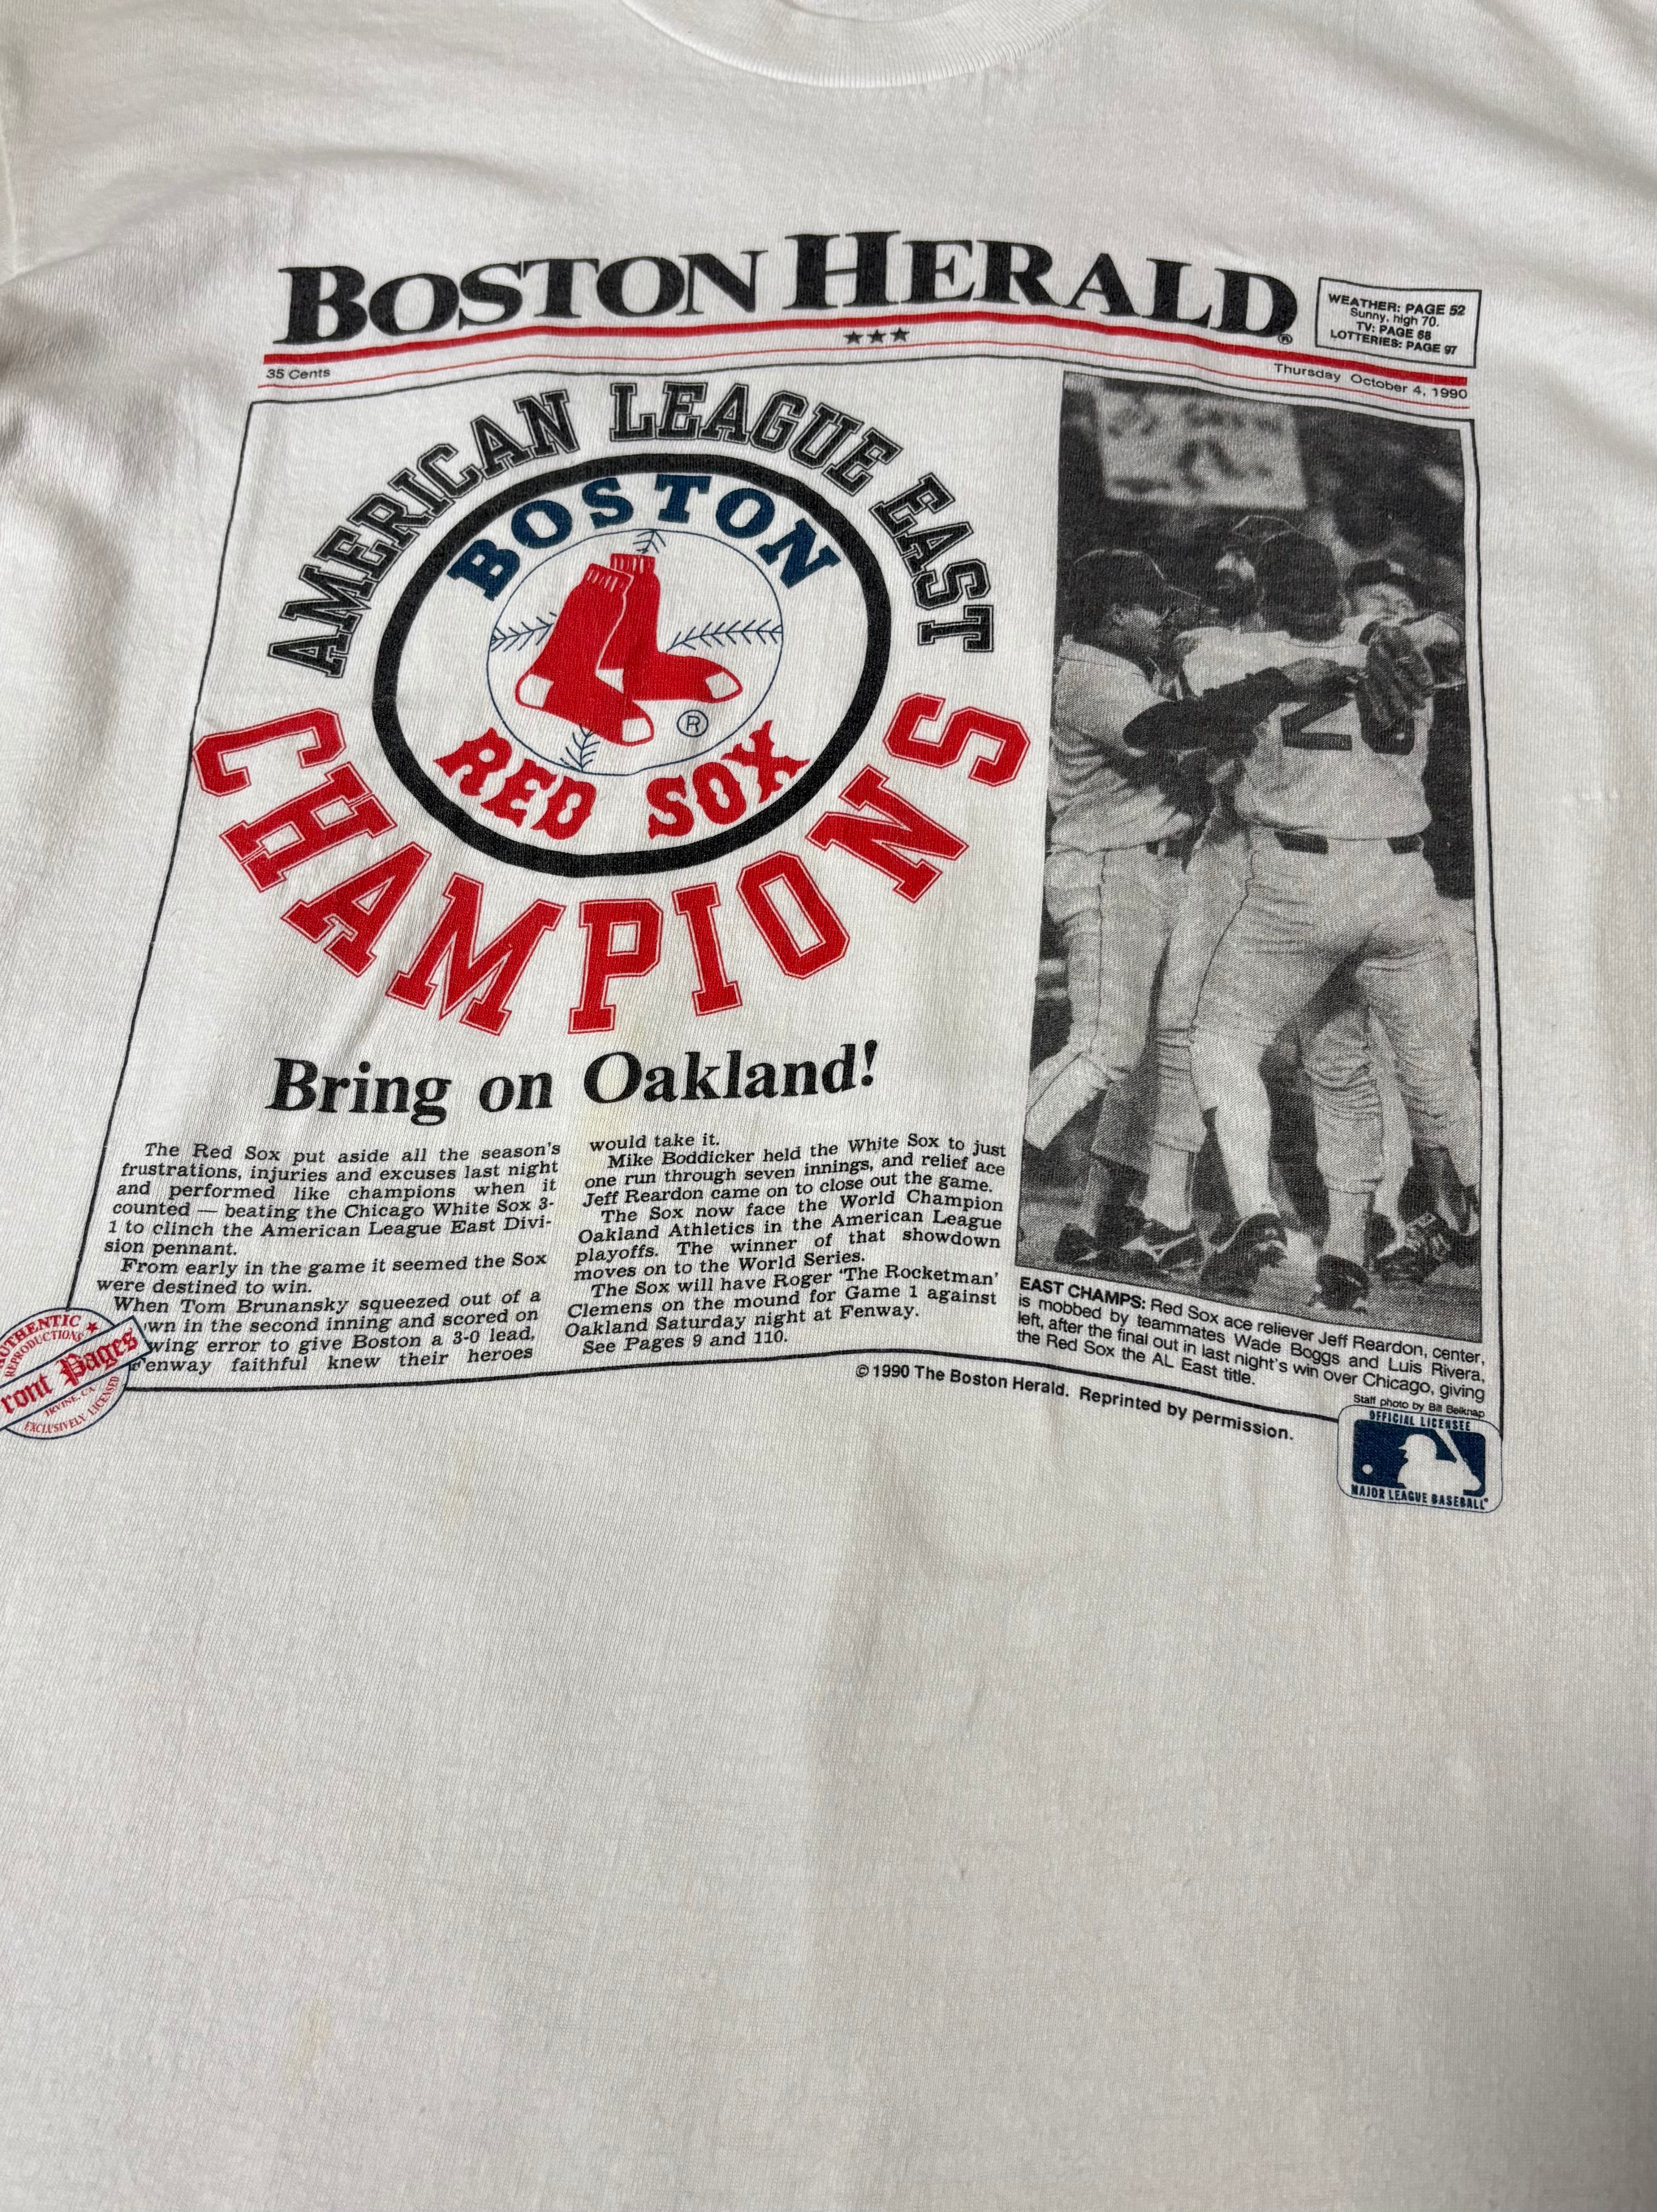 BOSTON HERALD®
★★★
WEATHER: PAGE 52
Sunny, high 70.
TV: PAGE 68
LOTTERIES: PAGE 97
35 Cents
Thursday October 4, 1990
AMERICAN LEAGUE EAST
BOSTON
RED SOX
®
CHAMPIONS
Bring on Oakland!
The Red Sox put aside all the season's
frustrations, injuries and excuses last night
and performed like champions when it
counted — beating the Chicago White Sox 3-
1 to clinch the American League East Divi-
sion pennant.
From early in the game it seemed the Sox
were destined to win.
When Tom Brunansky squeezed out of a
wn in the second inning and scored on
wing error to give Boston a 3-0 lead,
Fenway faithful knew their heroes
would take it.
Mike Boddicker held the White Sox to just
one run through seven innings, and relief ace
Jeff Reardon came on to close out the game.
The Sox now face the World Champion
Oakland Athletics in the American League
playoffs. The winner of that showdown
moves on to the World Series.
The Sox will have Roger 'The Rocketman'
Clemens on the mound for Game 1 against
Oakland Saturday night at Fenway.
See Pages 9 and 110.
EAST CHAMPS: Red Sox ace reliever Jeff Reardon, center,
is mobbed by teammates Wade Boggs and Luis Rivera,
left, after the final out in last night's win over Chicago, giving
the Red Sox the AL East title.
Staff photo by Bill Belknap
© 1990 The Boston Herald. Reprinted by permission.
UTHENTIC
REPRODUCTIONS
ront Pages
IRVINE, CA
EXCLUSIVELY LICENSED
OFFICIAL LICENSEE
MAJOR LEAGUE BASEBALL